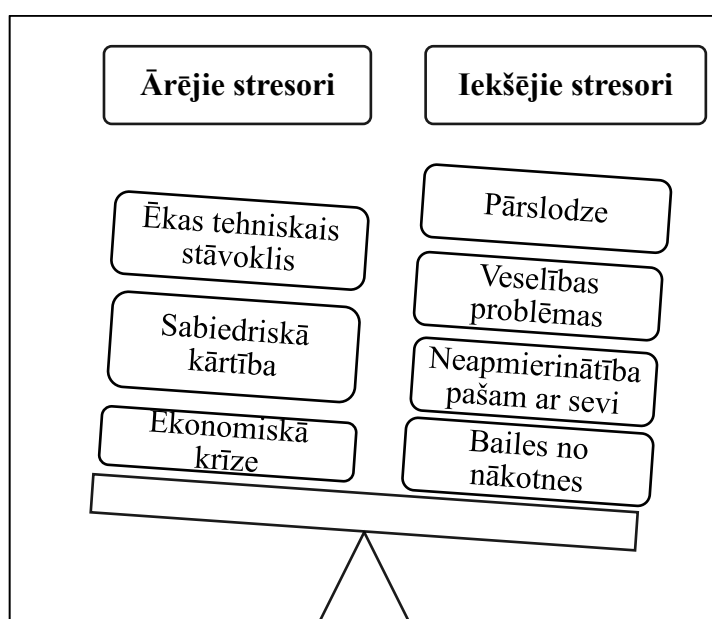 Ārējie stresori
Iekšējie stresori
Ēkas tehniskais
stāvoklis
Sabiedriskā
kārtība
Ekonomiskā
krīze
Pārslodze
Veselības
problēmas
Neapmierinātība
pašam ar sevi
Bailes no
nākotnes